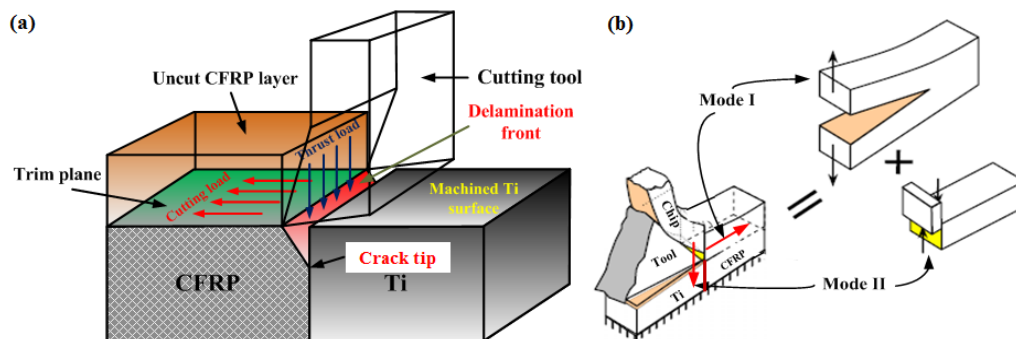 (a)
Uncut CFRP layer
Cutting tool
Delamination
front
Thrust load
Trim plane
Cutting load
Machined Ti
surface
Crack tip
CFRP
Ti
(b)
Mode I
Chip
Tool
CFRP
Ti
Mode II